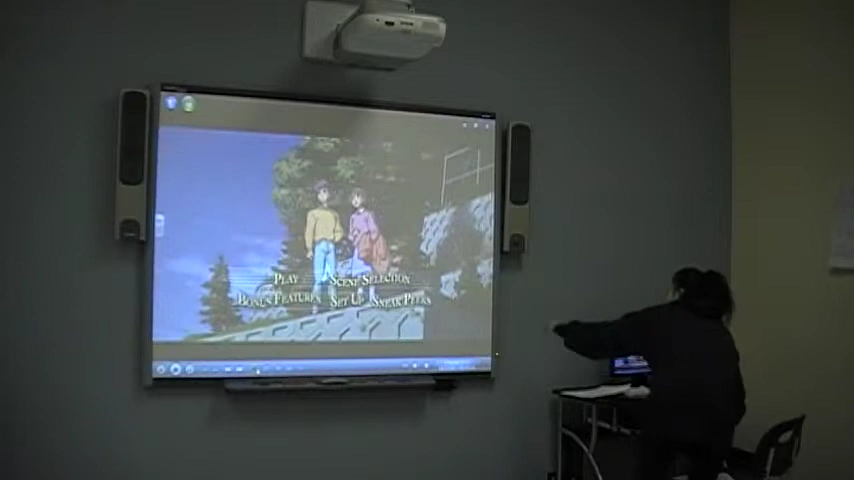 PLAY SCENE SELECTION
BONUS FEATURES SET UP SNEAK PEEKS